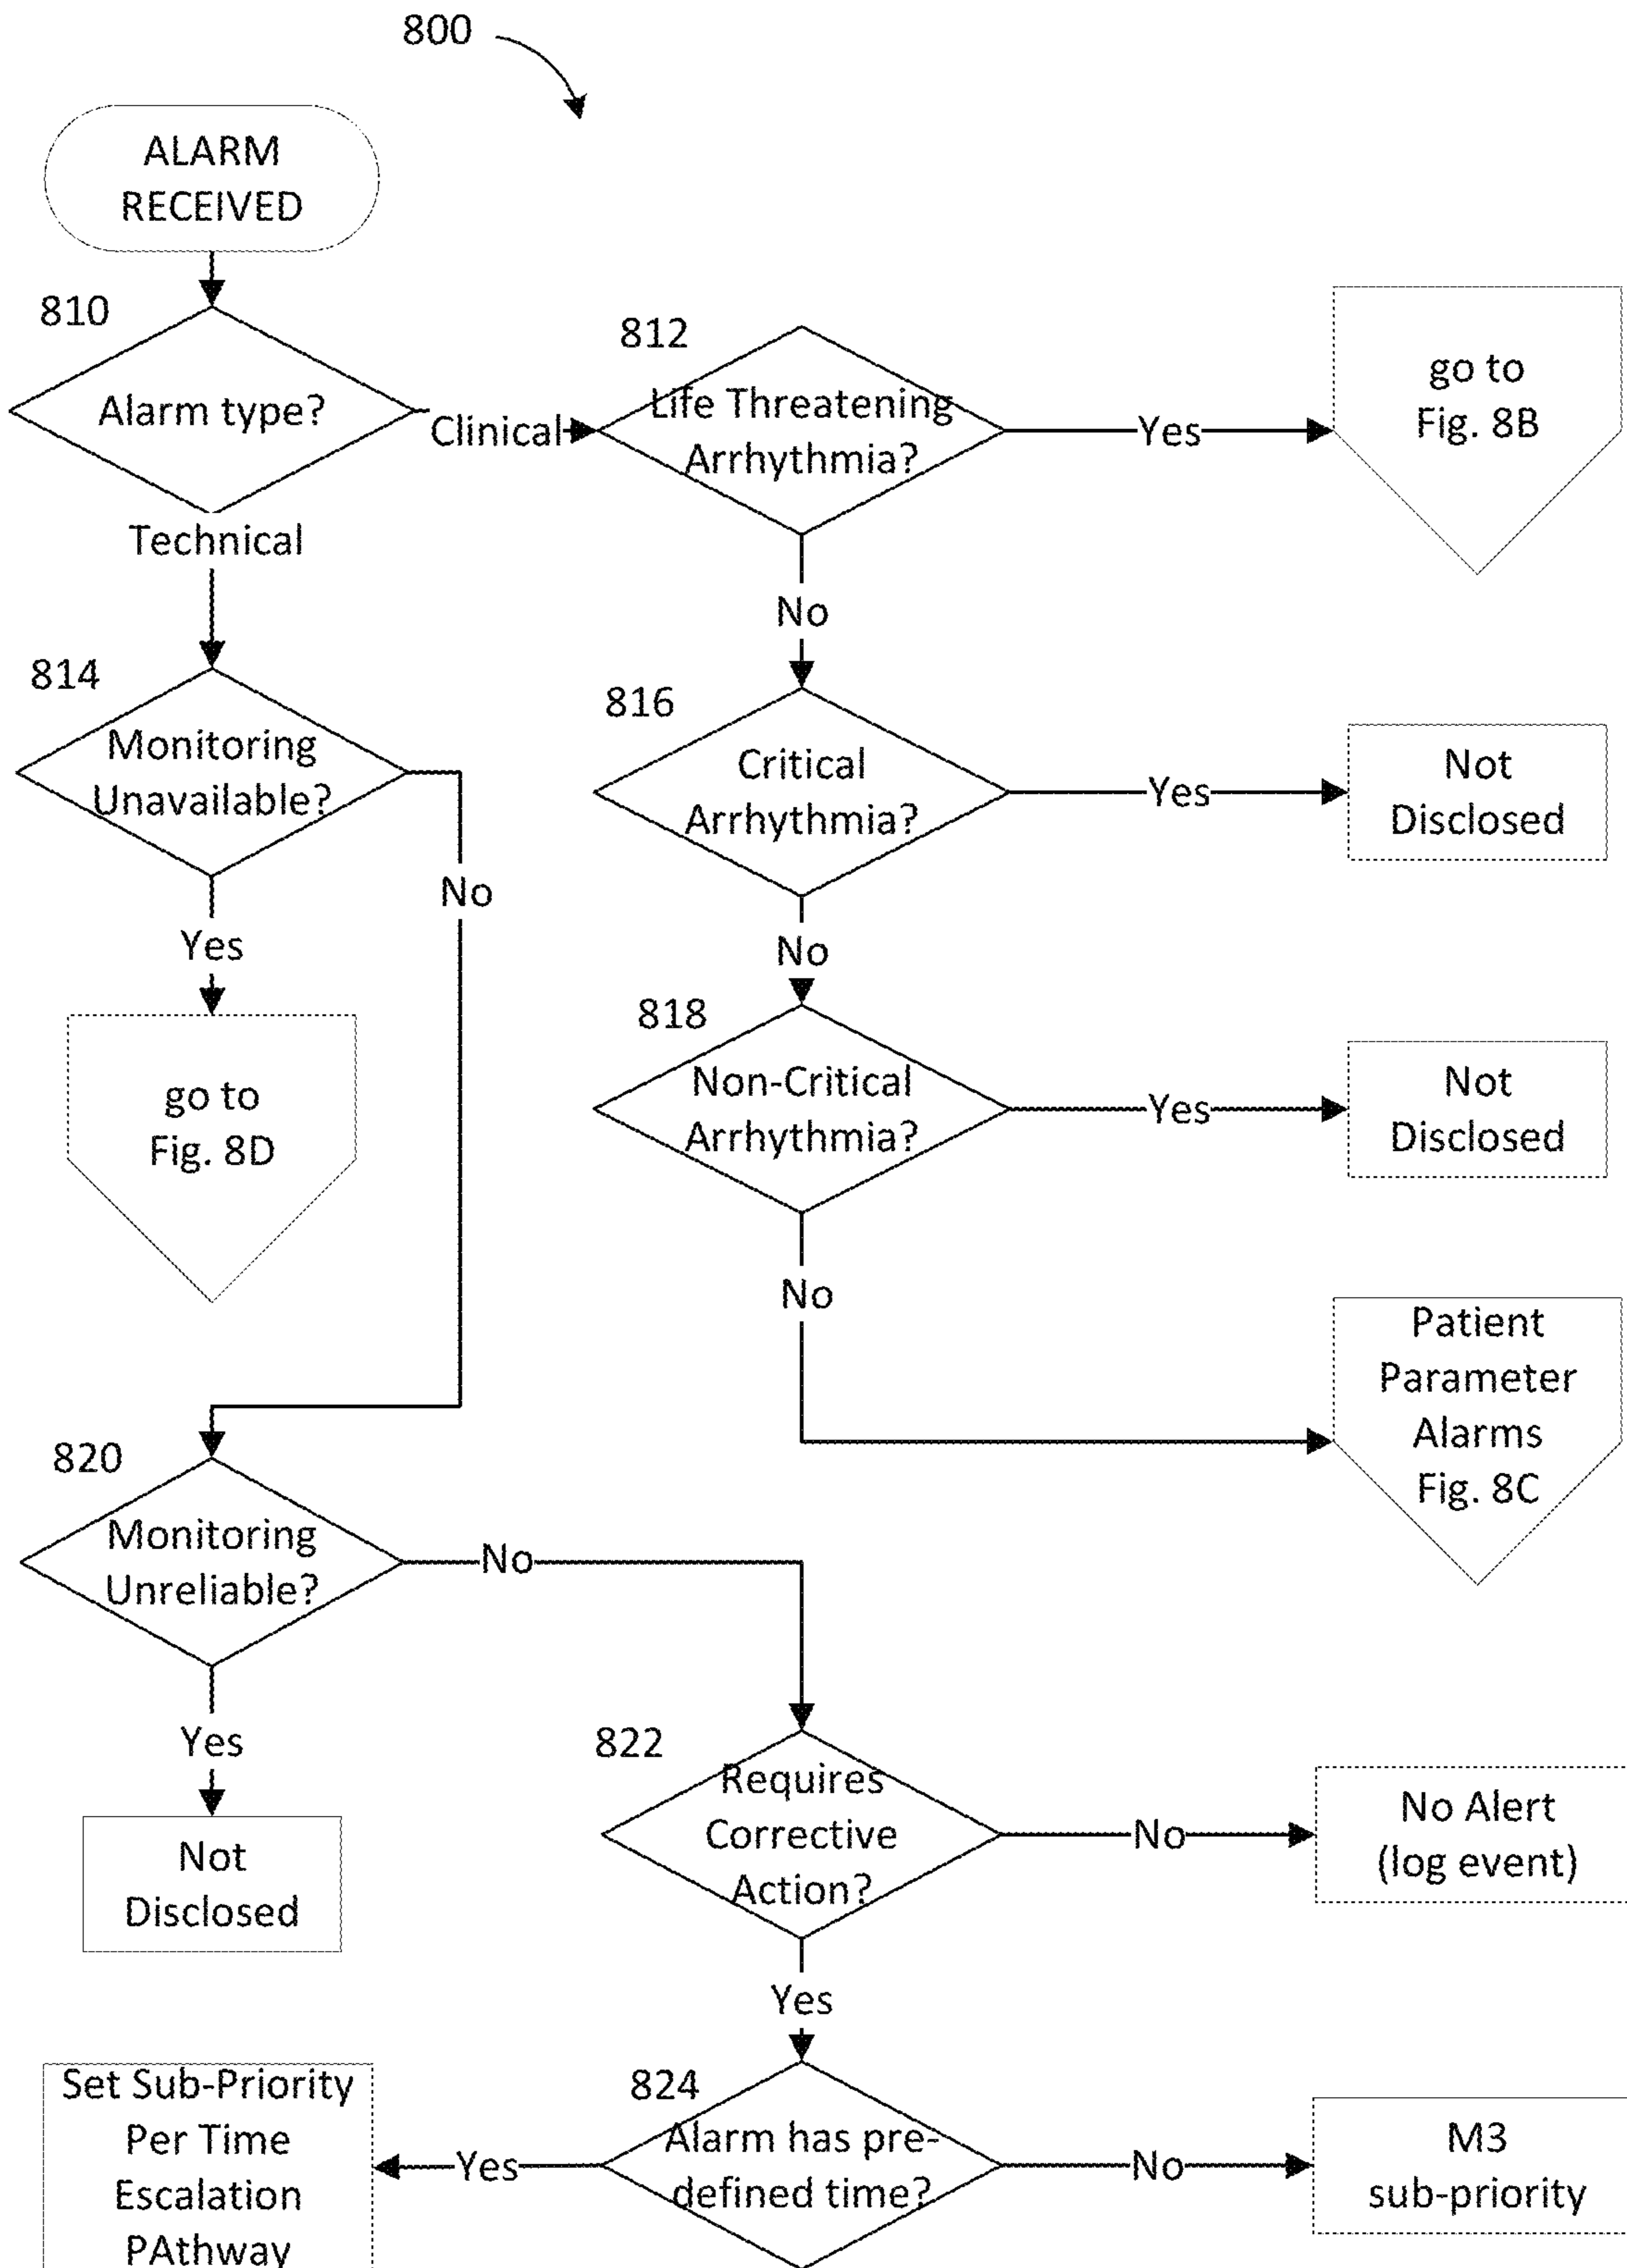 800
ALARM
RECEIVED
810
Alarm type?
Clinical
812
Life Threatening
Arrhythmia?
Yes
go to
Fig. 8B
Technical
No
814
Monitoring
Unavailable?
No
Yes
go to
Fig. 8D
816
Critical
Arrhythmia?
Yes
Not
Disclosed
No
818
Non-Critical
Arrhythmia?
Yes
Not
Disclosed
No
Patient
Parameter
Alarms
Fig. 8C
820
Monitoring
Unreliable?
No
Yes
Not
Disclosed
822
Requires
Corrective
Action?
No
No Alert
(log event)
Yes
824
Alarm has pre-
defined time?
Yes
Set Sub-Priority
Per Time
Escalation
PAthway
No
M3
sub-priority